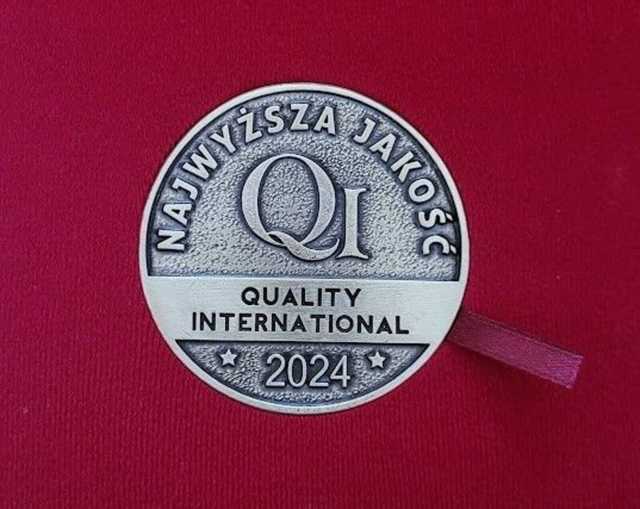 NAJWYŻSZA JAKOŚĆ
QI
QUALITY
INTERNATIONAL
2024